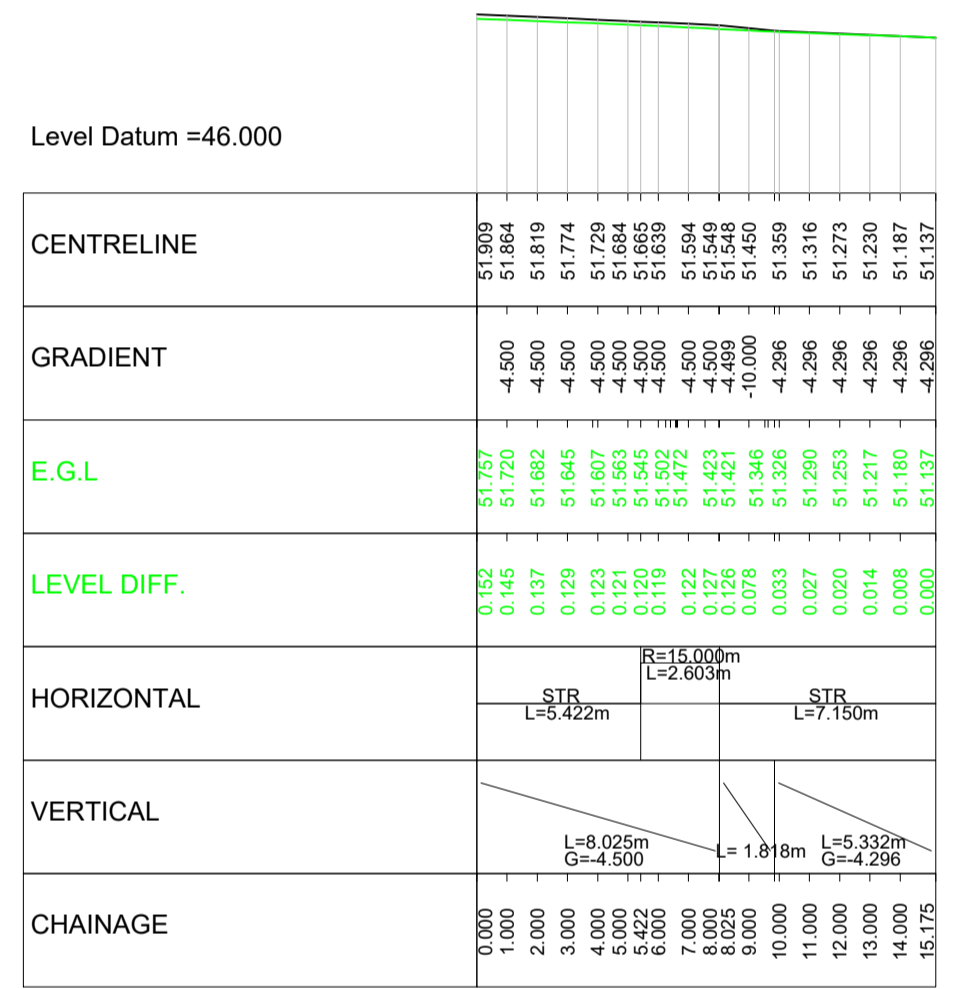 Level Datum =46.000
CENTRELINE
51.909 51.864 51.819 51.774 51.729 51.684 51.665 51.639 51.594 51.549 51.548 51.450 51.359 51.316 51.273 51.230 51.187 51.137
GRADIENT
-4.500 -4.500 -4.500 -4.500 -4.500 -4.500 -4.500 -4.500 -4.500 -4.499 -10.000 -4.296 -4.296 -4.296 -4.296 -4.296 -4.296
E.G.L
51.757 51.720 51.682 51.645 51.607 51.563 51.545 51.502 51.472 51.423 51.421 51.346 51.326 51.290 51.253 51.217 51.180 51.137
LEVEL DIFF.
0.152 0.145 0.137 0.129 0.123 0.121 0.120 0.119 0.122 0.127 0.126 0.078 0.033 0.027 0.020 0.014 0.008 0.000
HORIZONTAL
STR
L=5.422m
R=15.000m
L=2.603m
STR
L=7.150m
VERTICAL
L=8.025m
G=-4.500
L= 1.818m
L=5.332m
G=-4.296
CHAINAGE
0.000 1.000 2.000 3.000 4.000 5.000 5.422 6.000 7.000 8.000 8.025 9.000 10.000 11.000 12.000 13.000 14.000 15.175